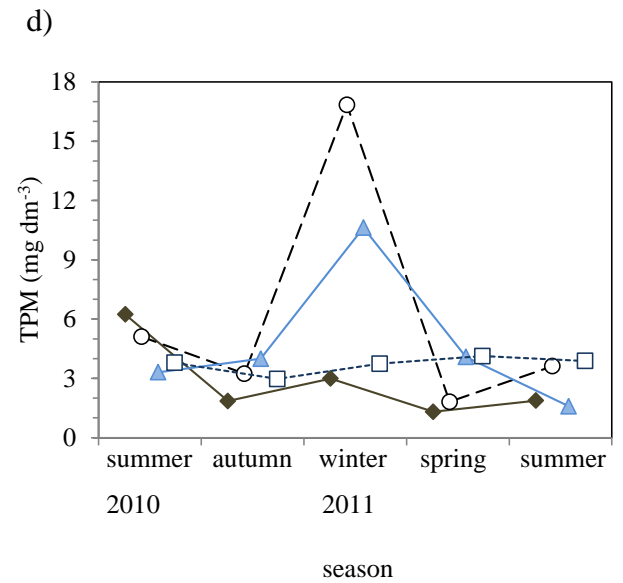 d)
18
15
12
9
6
3
0
TPM (mg dm-3)
summer autumn winter spring summer
2010 2011
season